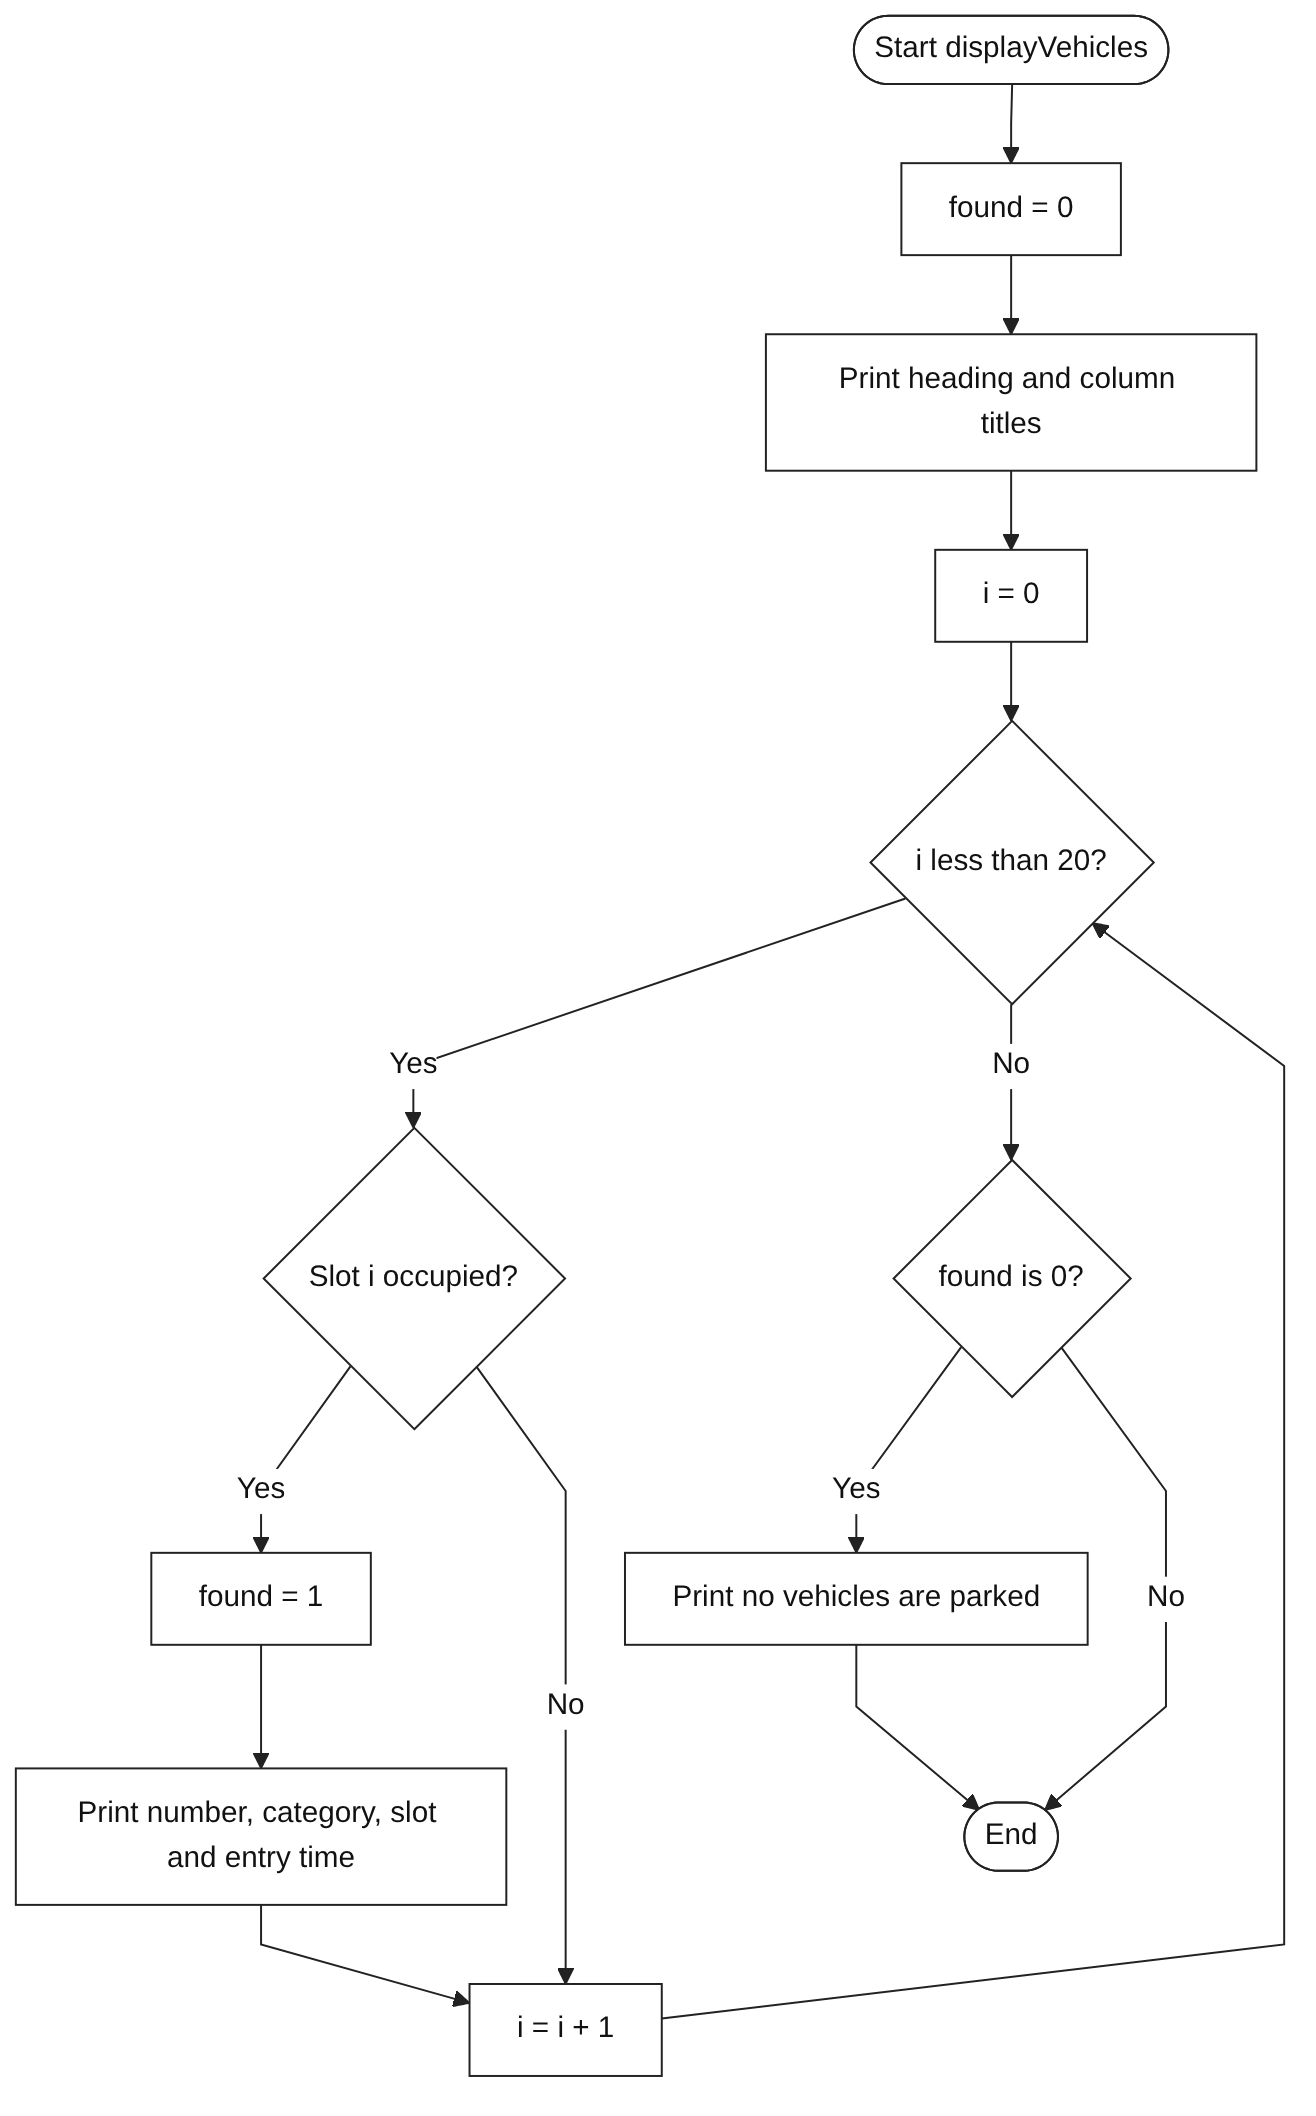 Start displayVehicles
found = 0
Print heading and column
titles
i = 0
i less than 20?
Yes
No
Slot i occupied?
found is 0?
Yes
Yes
found = 1
Print no vehicles are parked
No
No
Print number, category, slot
and entry time
End
i = i + 1